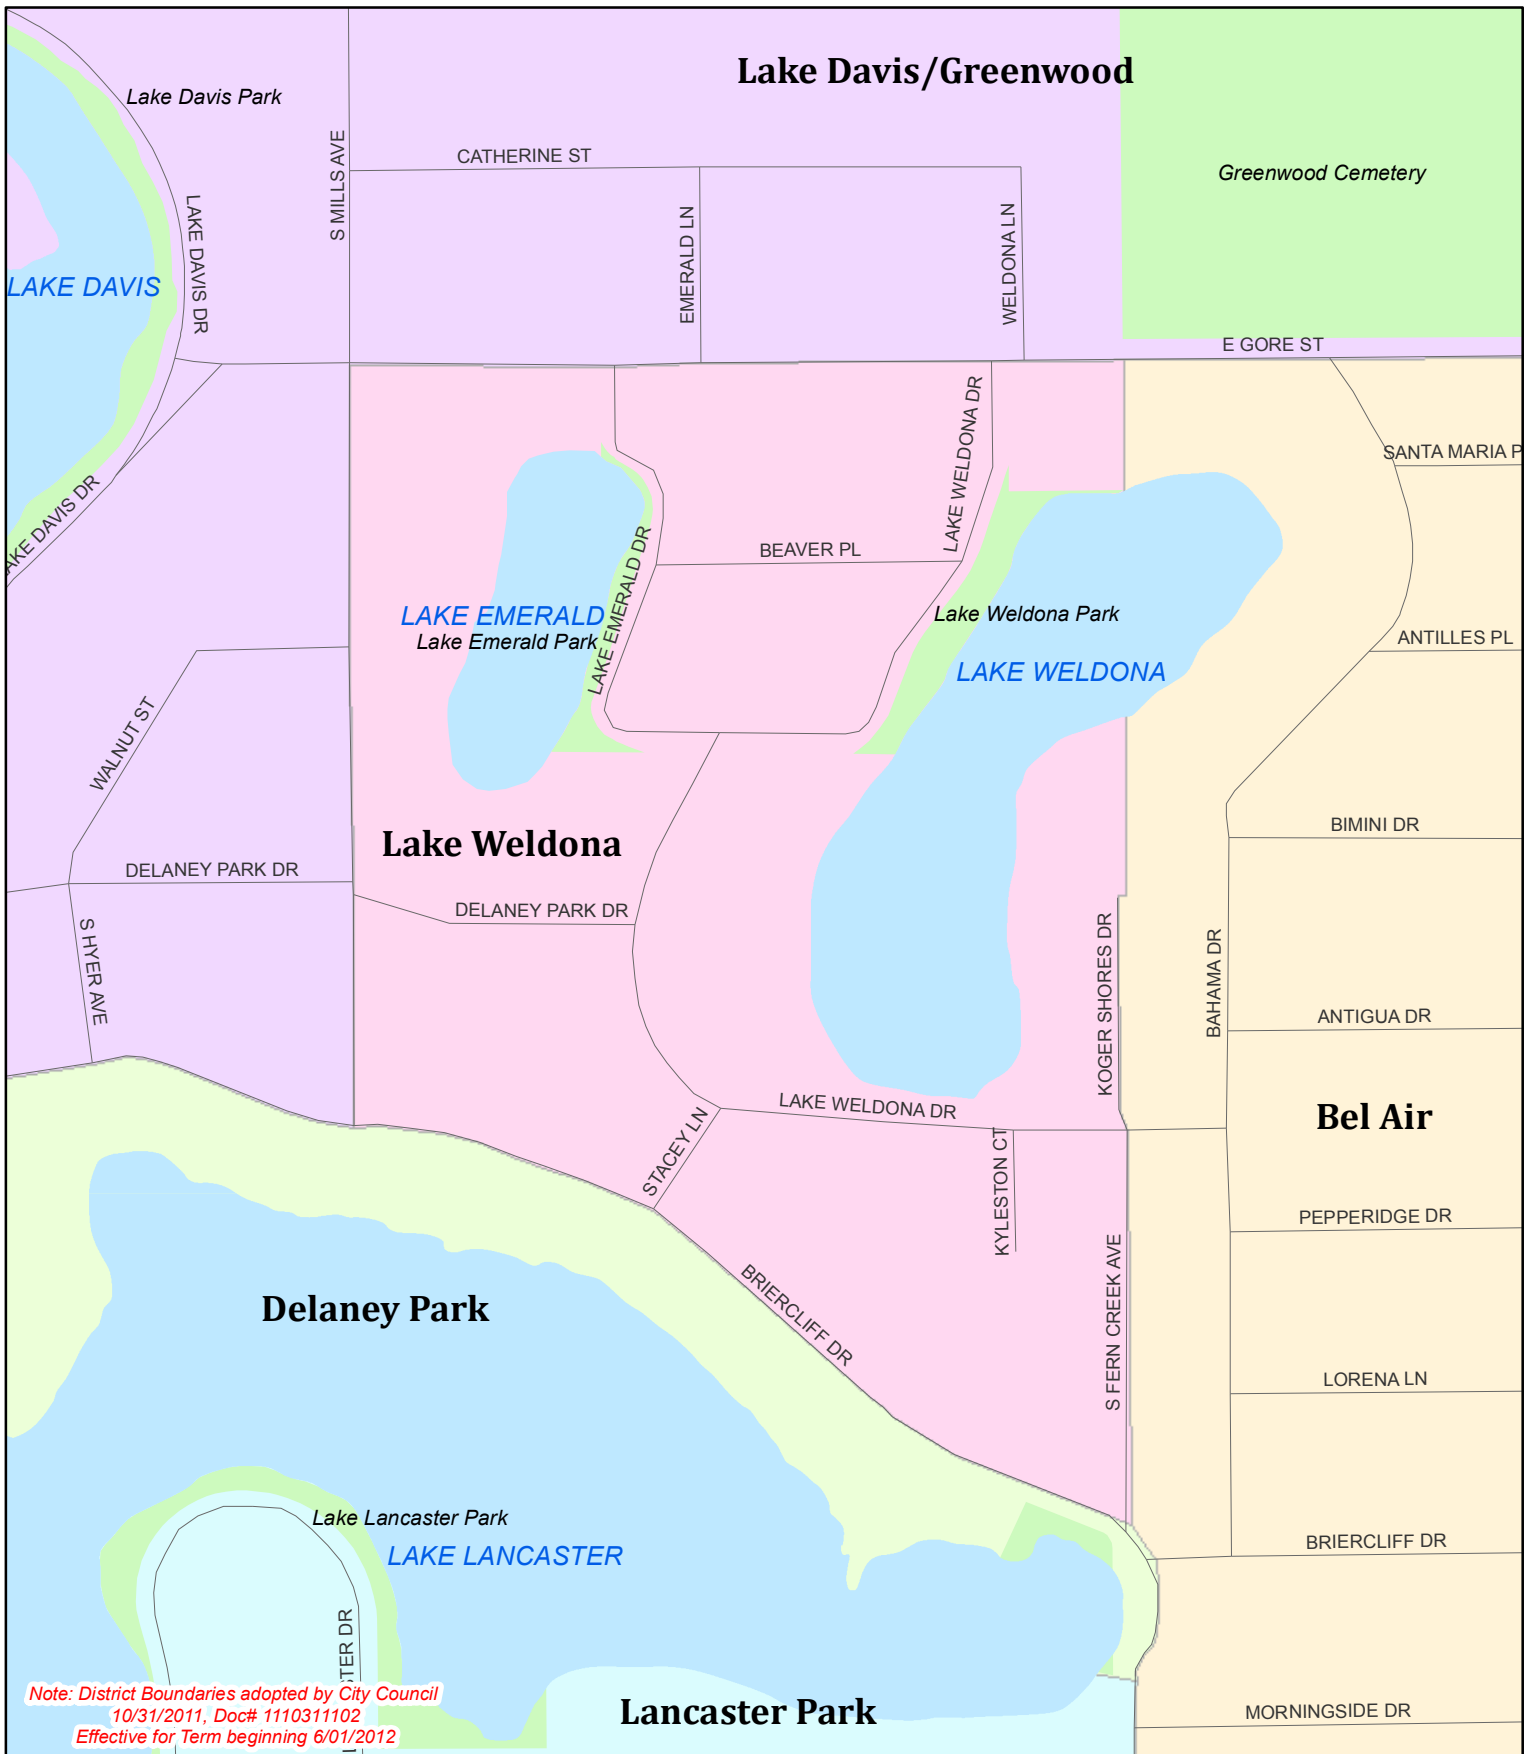 Lake Davis/Greenwood
Lake Davis Park
S MILLS AVE
CATHERINE ST
Greenwood Cemetery
LAKE DAVIS DR
EMERALD LN
WELDONA LN
LAKE DAVIS
E GORE ST
LAKE WELDONA DR
SANTA MARIA P
LAKE DAVIS DR
BEAVER PL
LAKE EMERALD DR
LAKE EMERALD
Lake Emerald Park
Lake Weldona Park
ANTILLES PL
LAKE WELDONA
WALNUT ST
BIMINI DR
Lake Weldona
DELANEY PARK DR
DELANEY PARK DR
S HYER AVE
KOGER SHORES DR
BAHAMA DR
ANTIGUA DR
LAKE WELDONA DR
Bel Air
STACEY LN
KYLESTON CT
PEPPERIDGE DR
Delaney Park
BRIERCLIFF DR
S FERN CREEK AVE
LORENA LN
Lake Lancaster Park
LAKE LANCASTER
BRIERCLIFF DR
STER DR
Note: District Boundaries adopted by City Council
10/31/2011, Doc# 1110311102
Effective for Term beginning 6/01/2012
Lancaster Park
MORNINGSIDE DR